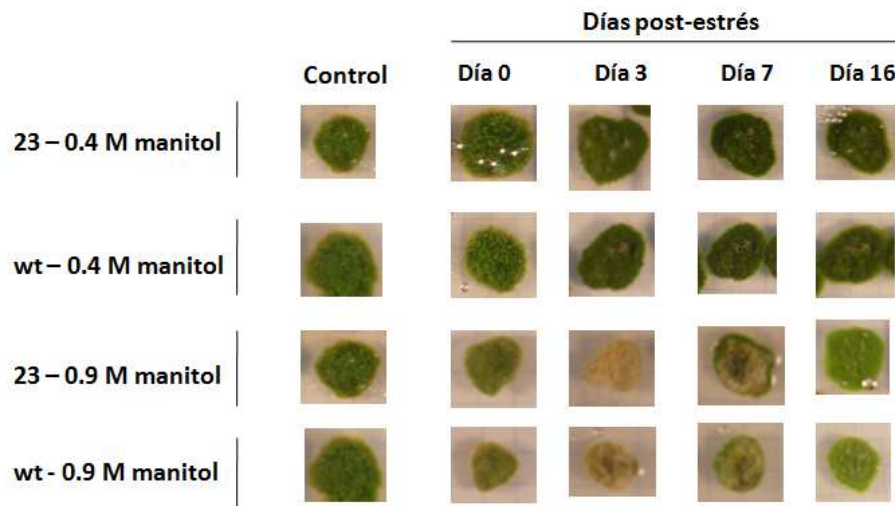 Días post-estrés
Control Día 0 Día 3 Día 7 Día 16
23 – 0.4 M manitol
wt – 0.4 M manitol
23 – 0.9 M manitol
wt - 0.9 M manitol